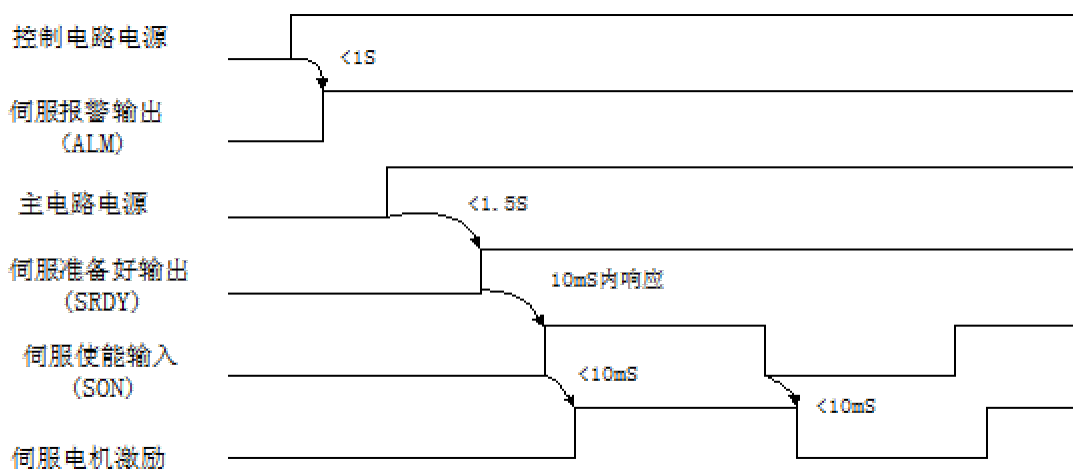 控制电路电源
<1S
伺服报警输出
(ALM)
主电路电源
<1.5S
伺服准备好输出
(SRDY)
10mS内响应
伺服使能输入
(SON)
<10mS
<10mS
伺服电机激励